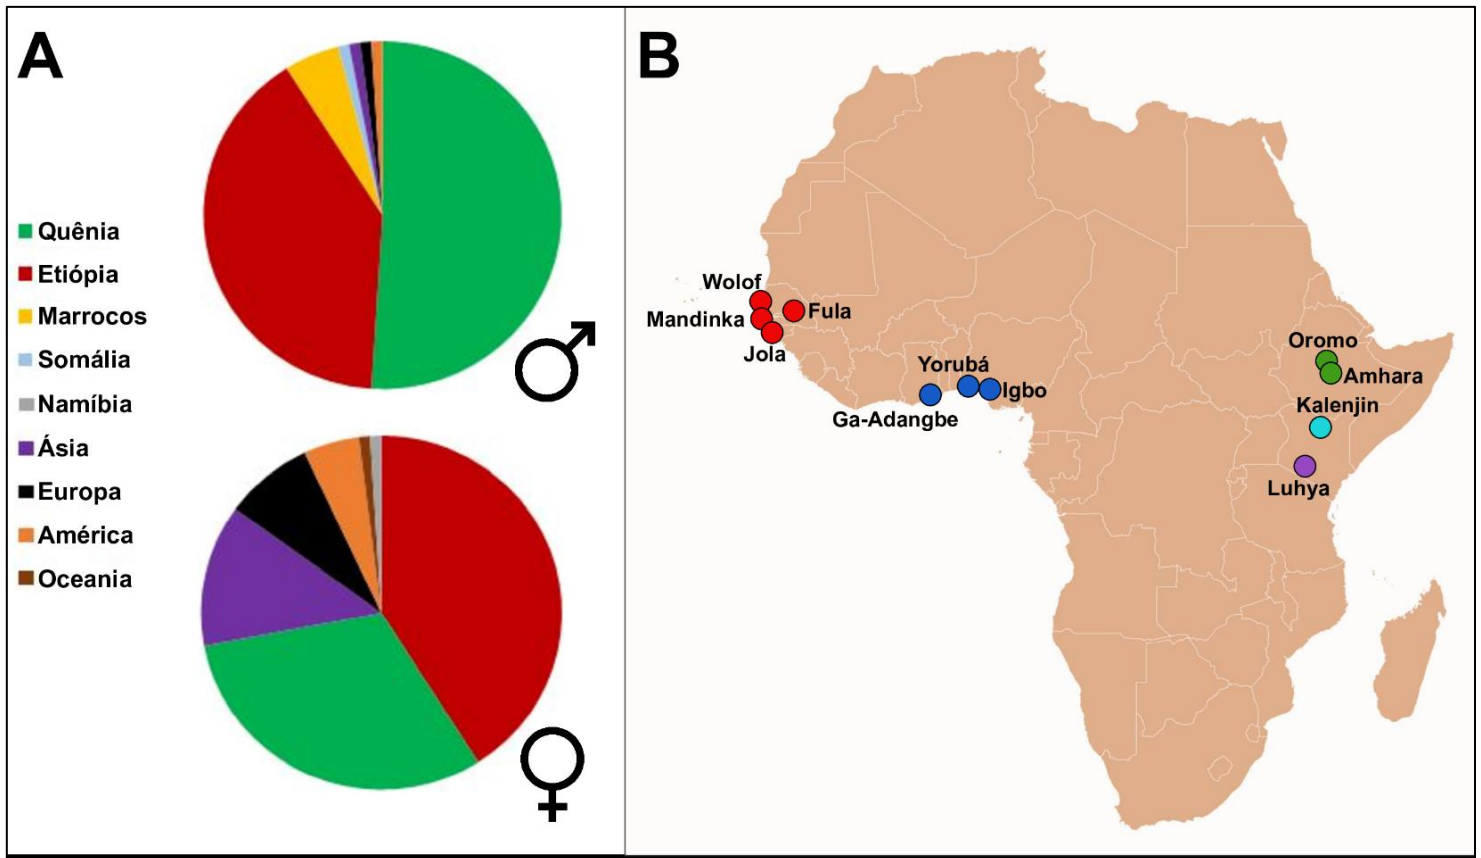 A
Quênia
Etiópia
Marrocos
Somália
Namíbia
Ásia
Europa
América
Oceania
B
Wolof
Mandinka
Fula
Jola
Yorubá
Igbo
Ga-Adangbe
Oromo
Amhara
Kalenjin
Luhya